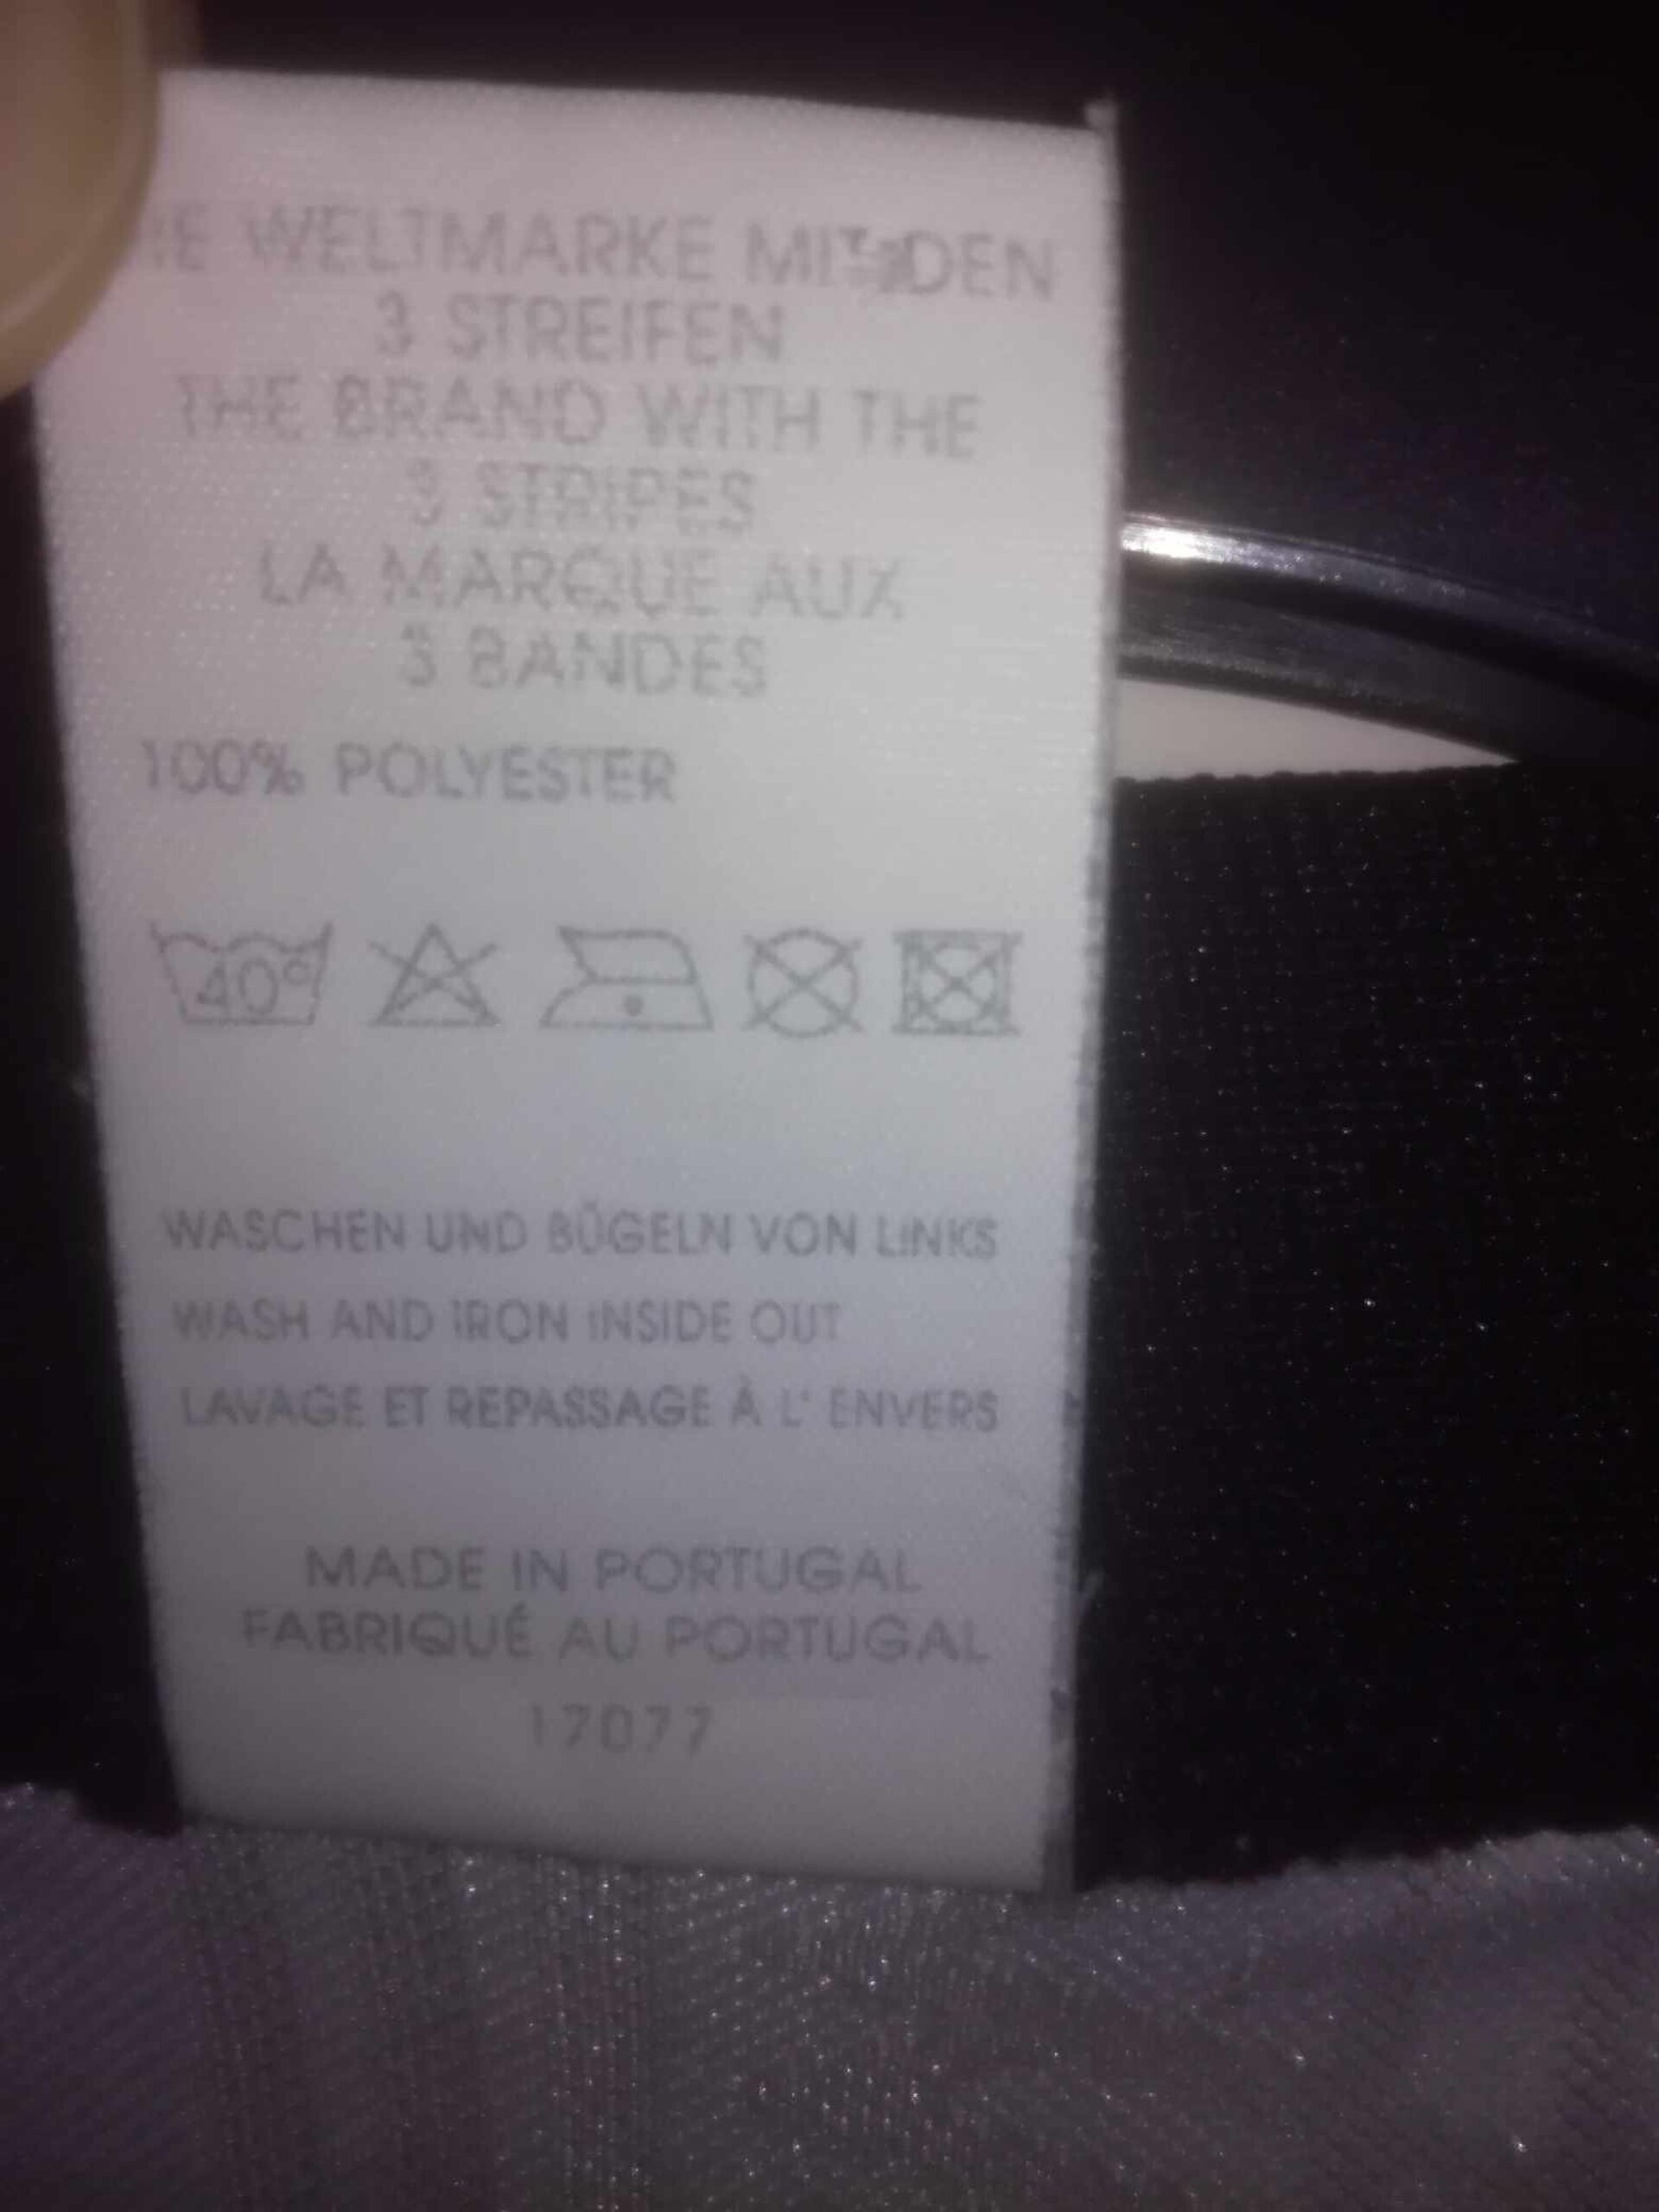 IE WELTMARKE MIT DEN
3 STREIFEN
THE BRAND WITH THE
3 STRIPES
LA MARQUE AUX
3 BANDES
100% POLYESTER
40°
WASCHEN UND BÜGELN VON LINKS
WASH AND IRON INSIDE OUT
LAVAGE ET REPASSAGE À L' ENVERS
MADE IN PORTUGAL
FABRIQUÉ AU PORTUGAL
17077